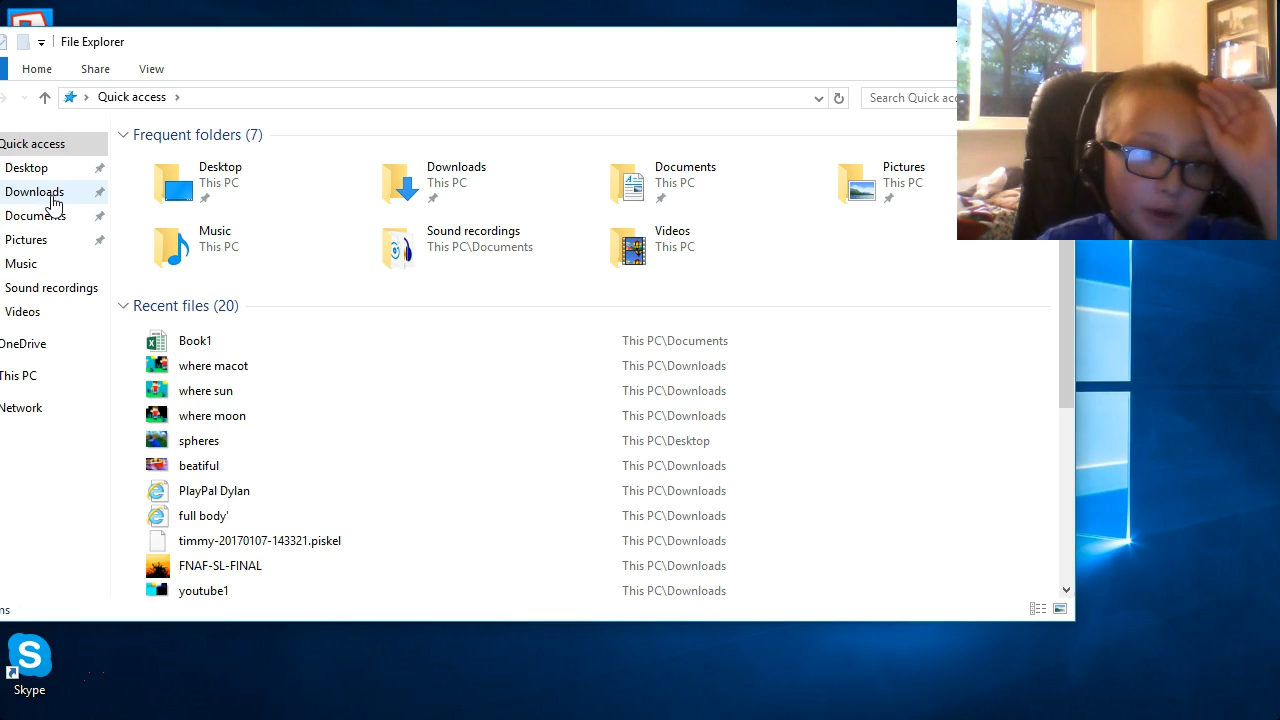 File Explorer
Home Share View
Quick access
Search Quick acc
Quick access
Desktop
Downloads
Documents
Pictures
Music
Sound recordings
Videos
OneDrive
This PC
Network
Frequent folders (7)
Desktop
This PC
Downloads
This PC
Documents
This PC
Pictures
This PC
Music
This PC
Sound recordings
This PC\Documents
Videos
This PC
Recent files (20)
Book1 This PC\Documents
where macot This PC\Downloads
where sun This PC\Downloads
where moon This PC\Downloads
spheres This PC\Desktop
beatiful This PC\Downloads
PlayPal Dylan This PC\Downloads
full body' This PC\Downloads
timmy-20170107-143321.piskel This PC\Downloads
FNAF-SL-FINAL This PC\Downloads
youtube1 This PC\Downloads
ns
Skype